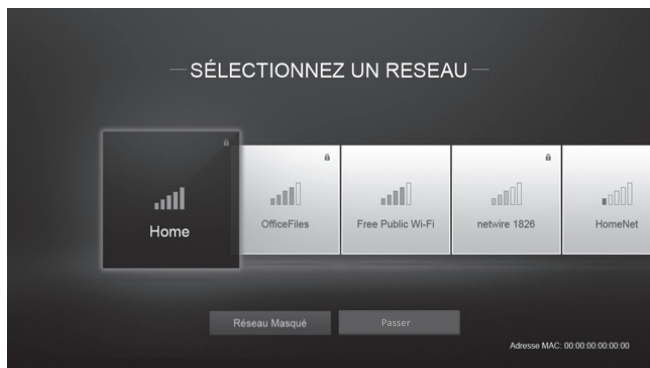 SÉLECTIONNEZ UN RESEAU
Home
OfficeFiles
Free Public Wi-Fi
netwire 1826
HomeNet
Réseau Masqué
Passer
Adresse MAC: 00:00:00:00:00:00